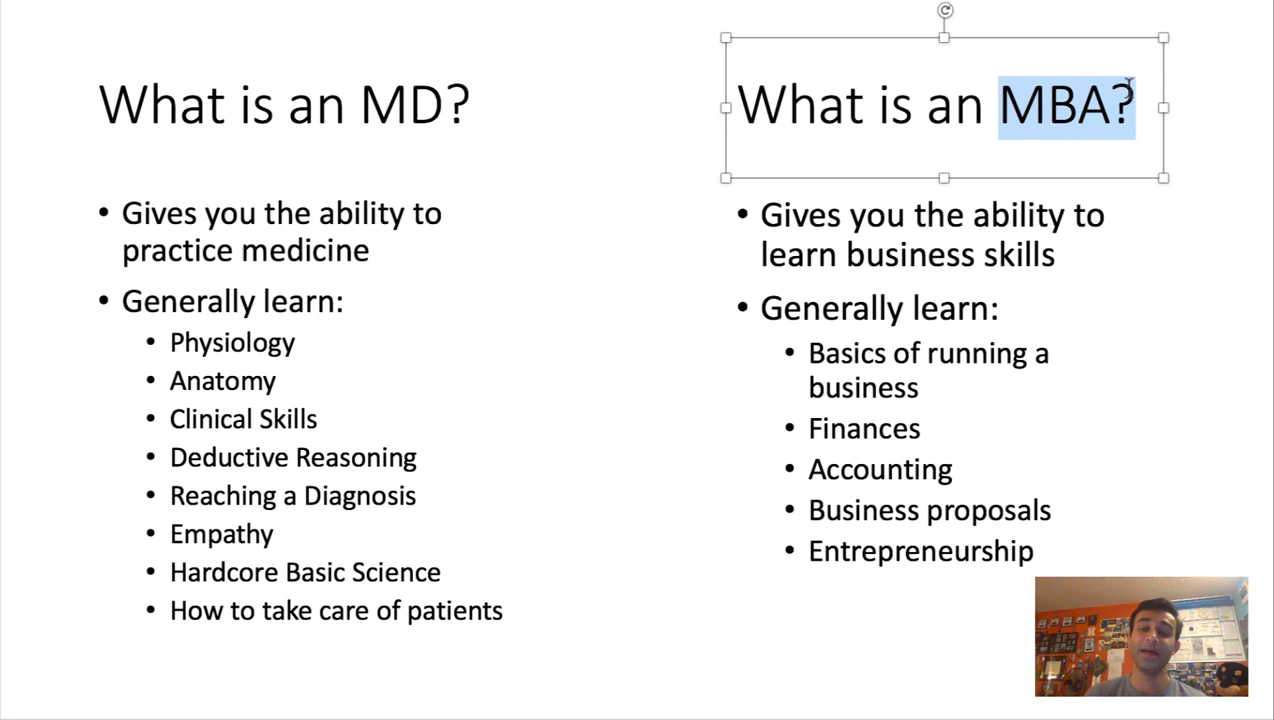 What is an MD?
• Gives you the ability to
practice medicine
• Generally learn:
• Physiology
• Anatomy
• Clinical Skills
• Deductive Reasoning
• Reaching a Diagnosis
• Empathy
• Hardcore Basic Science
• How to take care of patients
What is an MBA?
• Gives you the ability to
learn business skills
• Generally learn:
• Basics of running a
business
• Finances
• Accounting
• Business proposals
• Entrepreneurship